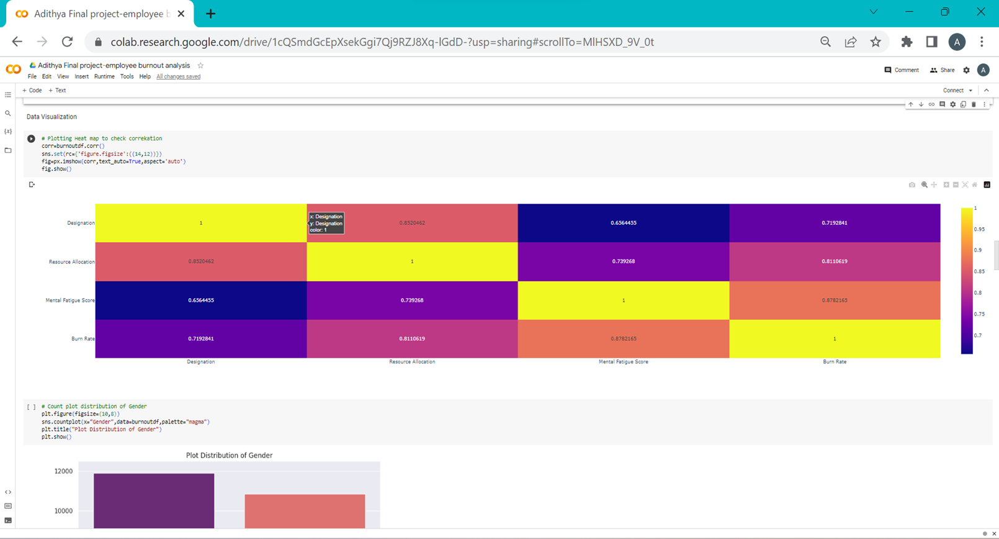 Adithya Final project-employee b
colab.research.google.com/drive/1cQSmdGcEpXsekGgi7Qj9RZJ8Xq-lGdD-?usp=sharing#scrollTo=MlHSXD_9V_0t
A
Adithya Final project-employee burnout analysis
Comment Share A
File Edit View Insert Runtime Tools Help All changes saved
+ Code + Text Connect
Data Visualization
{x}
# Plotting Heat map to check correkation
corr=burnoutdf.corr()
sns.set(rc={'figure.figsize':((14,12))})
fig=px.imshow(corr,text_auto=True,aspect='auto')
fig.show()
Designation 1 0.8520462 0.6564455 0.7192841
x: Designation
y: Designation
color: 1
Resource Allocation 0.8520462 1 0.739268 0.8110619
Mental Fatigue Score 0.6564455 0.739268 1 0.8782165
Burn Rate 0.7192841 0.8110619 0.8782165 1
Designation Resource Allocation Mental Fatigue Score Burn Rate
1
0.95
0.9
0.85
0.8
0.75
0.7
[ ] # Count plot distribution of Gender
plt.figure(figsize=(10,8))
sns.countplot(x="Gender",data=burnoutdf,palette="magma")
plt.title("Plot Distribution of Gender")
plt.show()
Plot Distribution of Gender
12000
10000